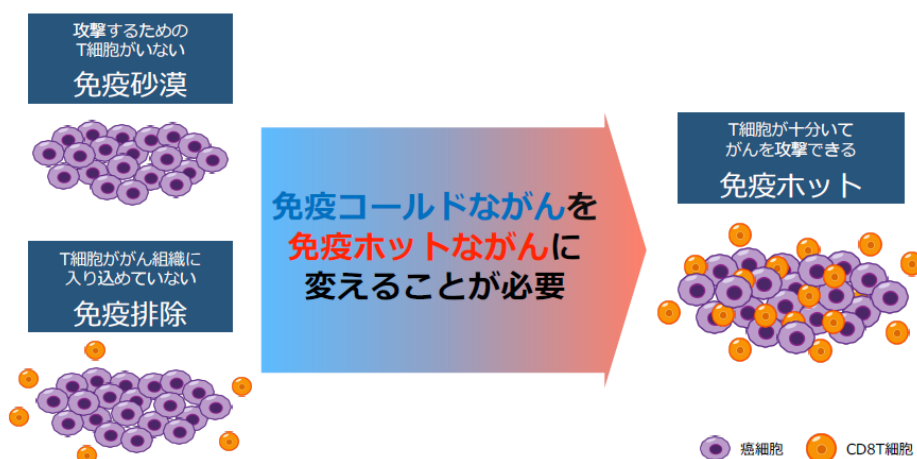 攻撃するための
T細胞がいない
免疫砂漠
T細胞ががん組織に
入り込めていない
免疫排除
免疫コールドながんを
免疫ホットながんに
変えることが必要
T細胞が十分いて
がんを攻撃できる
免疫ホット
癌細胞
CD8T細胞